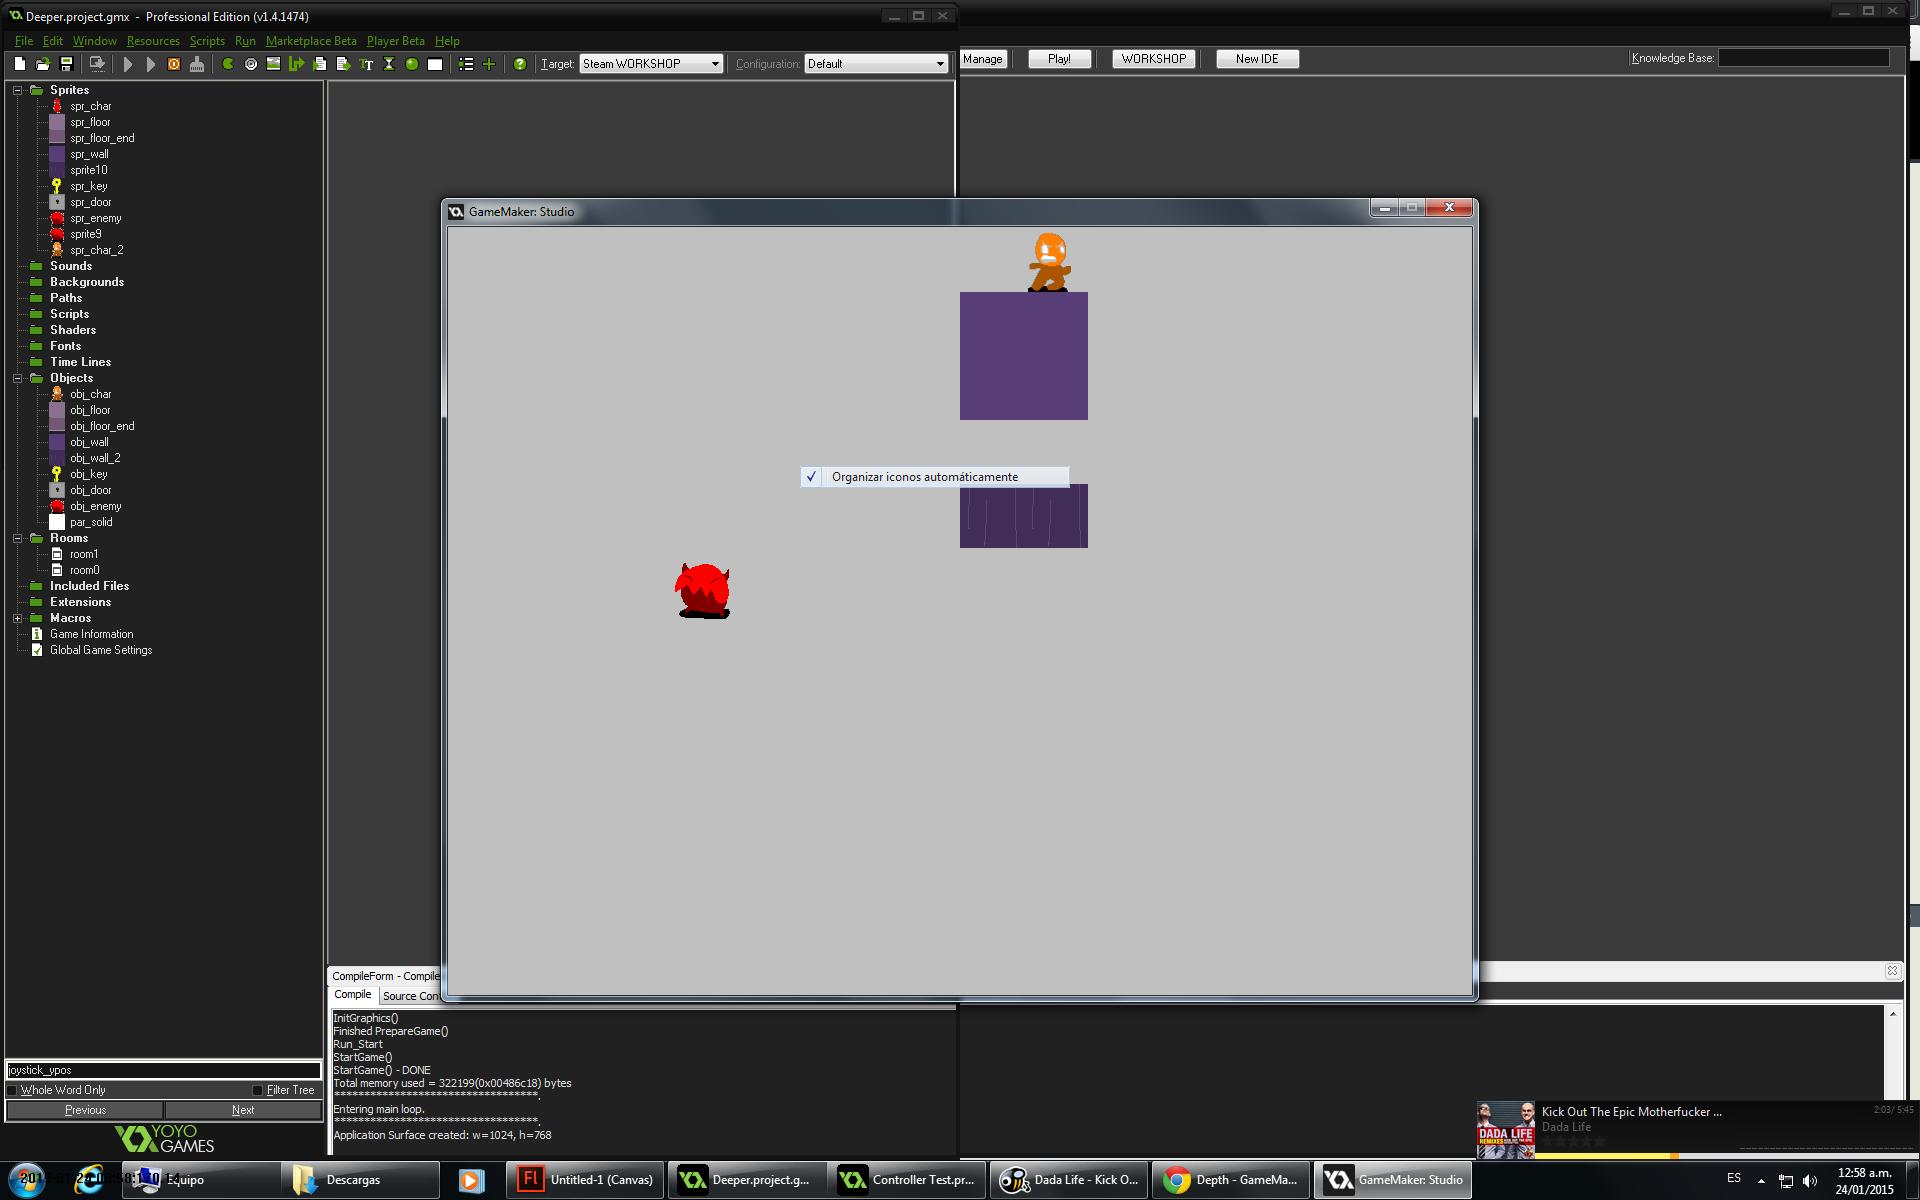 Deeper.project.gmx - Professional Edition (v1.4.1474)
File Edit Window Resources Scripts Run Marketplace Beta Player Beta Help
Target: Steam WORKSHOP Configuration: Default Manage Play! WORKSHOP New IDE Knowledge Base:
Sprites
spr_char
spr_floor
spr_floor_end
spr_wall
sprite10
spr_key
spr_door
spr_enemy
sprite9
spr_char_2
Sounds
Backgrounds
Paths
Scripts
Shaders
Fonts
Time Lines
Objects
obj_char
obj_floor
obj_floor_end
obj_wall
obj_wall_2
obj_key
obj_door
obj_enemy
par_solid
Rooms
room1
room0
Included Files
Extensions
Macros
Game Information
Global Game Settings
GameMaker: Studio
Organizar iconos automáticamente
joystick_ypos
Whole Word Only Filter Tree
Previous Next
YOYO
GAMES
CompileForm - Compile
Compile Source Con
InitGraphics()
Finished PrepareGame()
Run_Start
StartGame()
StartGame() - DONE
Total memory used = 322199(0x00486c18) bytes
***********************************.
Entering main loop.
***********************************.
Application Surface created: w=1024, h=768
DADA LIFE
REMIXES
Kick Out The Epic Motherfucker ...
2:03/ 5:45
Dada Life
Equipo
Descargas
Untitled-1 (Canvas)
Deeper.project.g...
Controller Test.pr...
Dada Life - Kick O...
Depth - GameMa...
GameMaker: Studio
ES
12:58 a.m.
24/01/2015